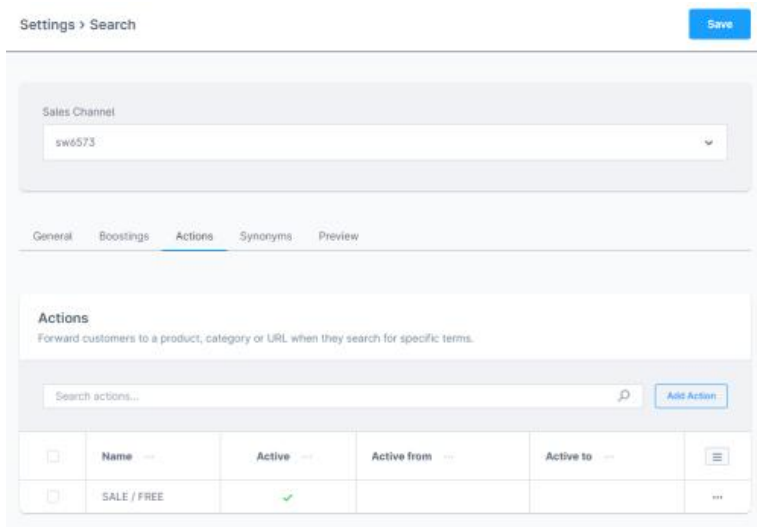 Settings > Search
Save
Sales Channel
sw6573
General Boostings Actions Synonyms Preview
Actions
Forward customers to a product, category or URL when they search for specific terms.
Search actions... Add Action
Name Active Active from Active to
SALE / FREE